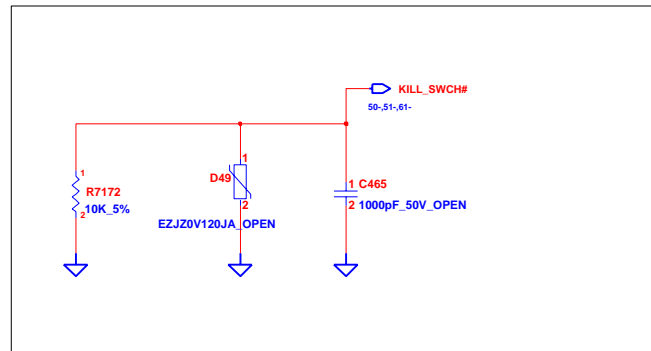 KILL_SWCH#
50-,51-,61-
1
R7172
2
10K_5%
1
D49
2
EZJZ0V120JA_OPEN
1 C465
2 1000pF_50V_OPEN